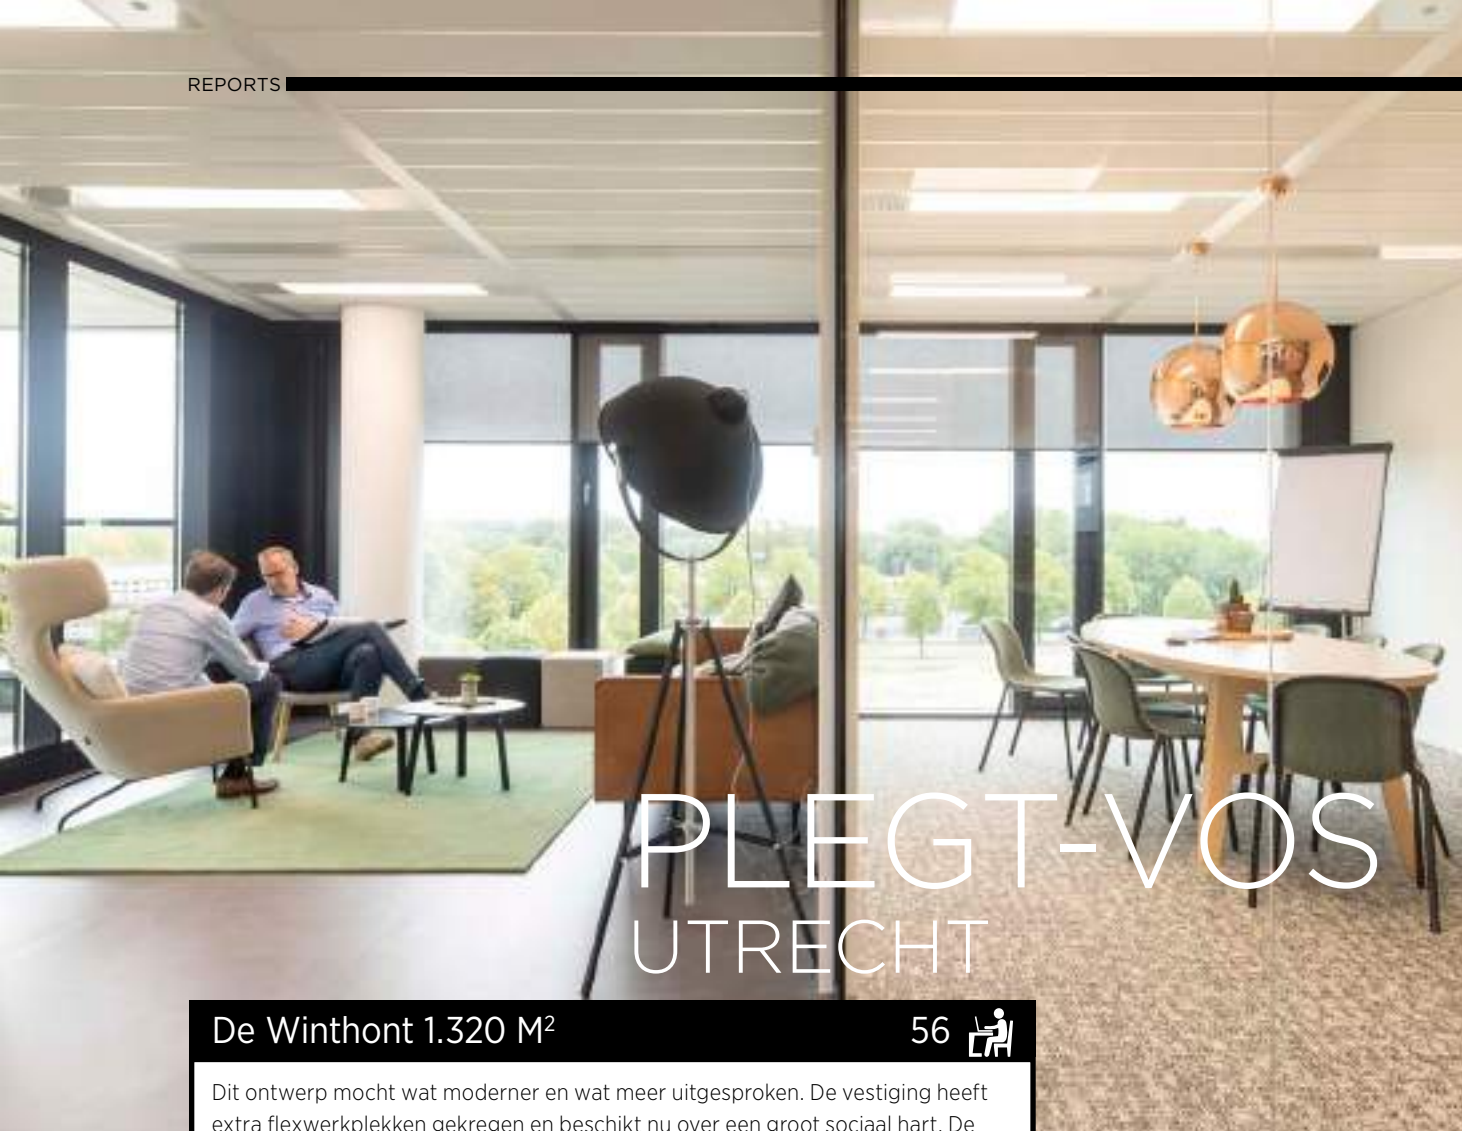 REPORTS
PLEGT-VOS
UTRECHT
De Winthont 1.320 M²
56
Dit ontwerp mocht wat moderner en wat meer uitgesproken. De vestiging heeft
extra flexwerkplekken gekregen en beschikt nu over een groot sociaal hart. De